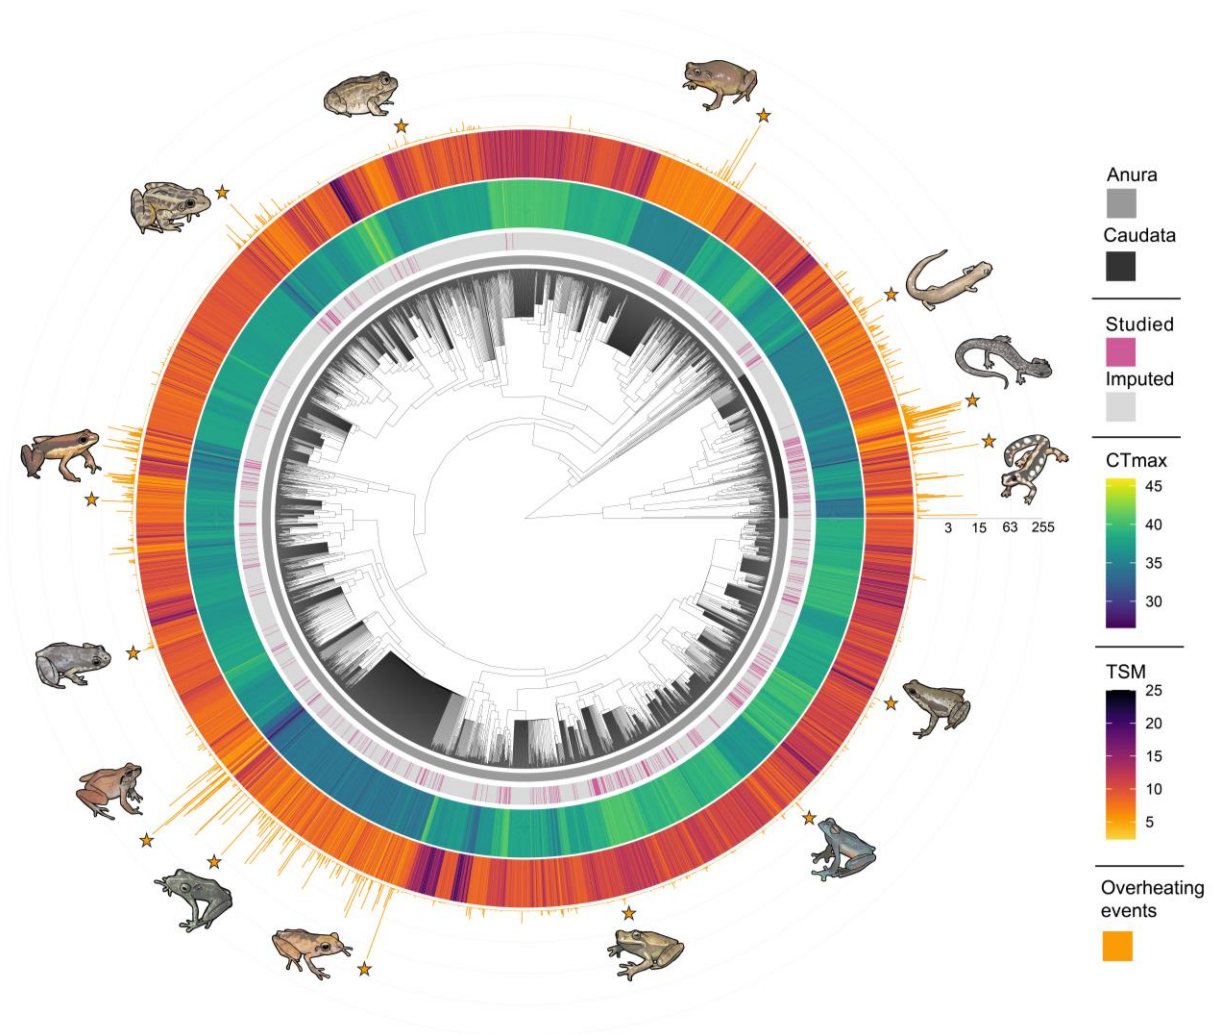 Anura
Caudata
Studied
Imputed
CTmax
45
40
35
30
3 15 63 255
TSM
25
20
15
10
5
Overheating
events